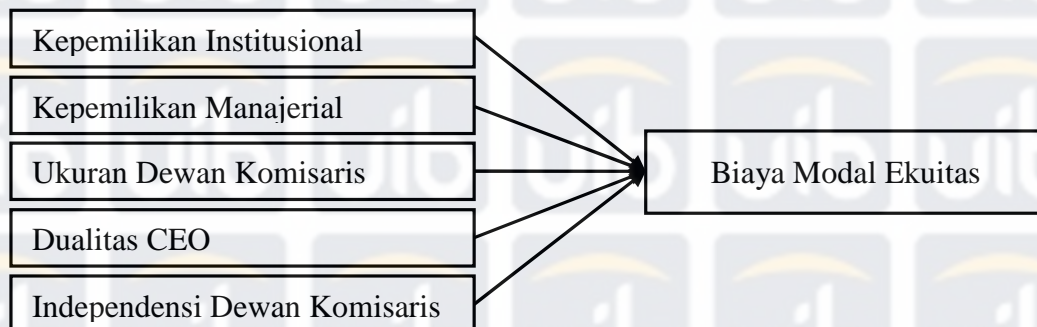 Kepemilikan Institusional
Kepemilikan Manajerial
Ukuran Dewan Komisaris
Biaya Modal Ekuitas
Dualitas CEO
Independensi Dewan Komisaris